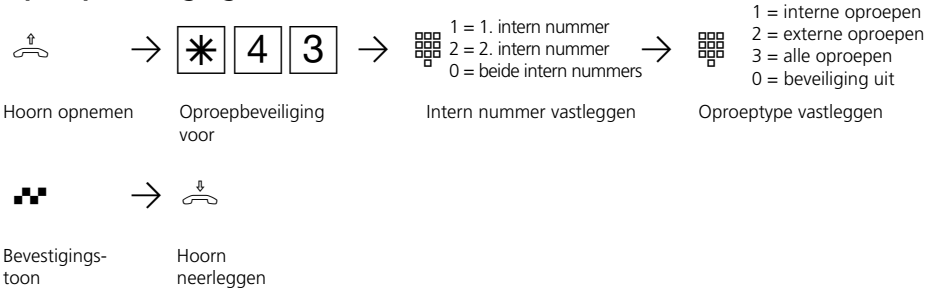 1 = 1. intern nummer
2 = 2. intern nummer
0 = beide intern nummers
1 = interne oproepen
2 = externe oproepen
3 = alle oproepen
0 = beveiliging uit
* 4 3
Hoorn opnemen
Oproepbeveiliging
voor
Intern nummer vastleggen
Oproeptype vastleggen
Bevestigings-
toon
Hoorn
neerleggen